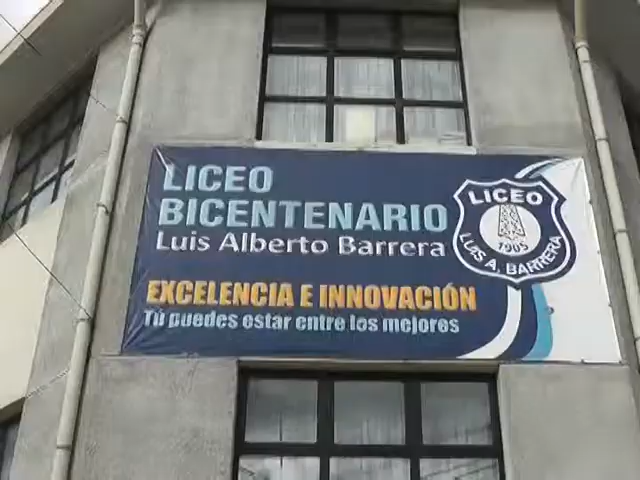 LICEO
BICENTENARIO
Luis Alberto Barrera
EXCELENCIA E INNOVACIÓN
Tú puedes estar entre los mejores
LICEO
1905
LUIS A. BARRERA